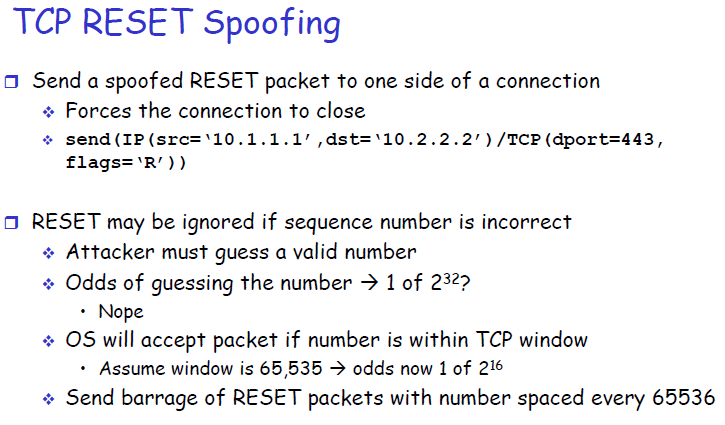 TCP RESET Spoofing
Send a spoofed RESET packet to one side of a connection
Forces the connection to close
send(IP(src=‘10.1.1.1’,dst=‘10.2.2.2’)/TCP(dport=443,
flags=‘R’))
RESET may be ignored if sequence number is incorrect
Attacker must guess a valid number
Odds of guessing the number → 1 of 2³²?
• Nope
OS will accept packet if number is within TCP window
• Assume window is 65,535 → odds now 1 of 2¹⁶
Send barrage of RESET packets with number spaced every 65536